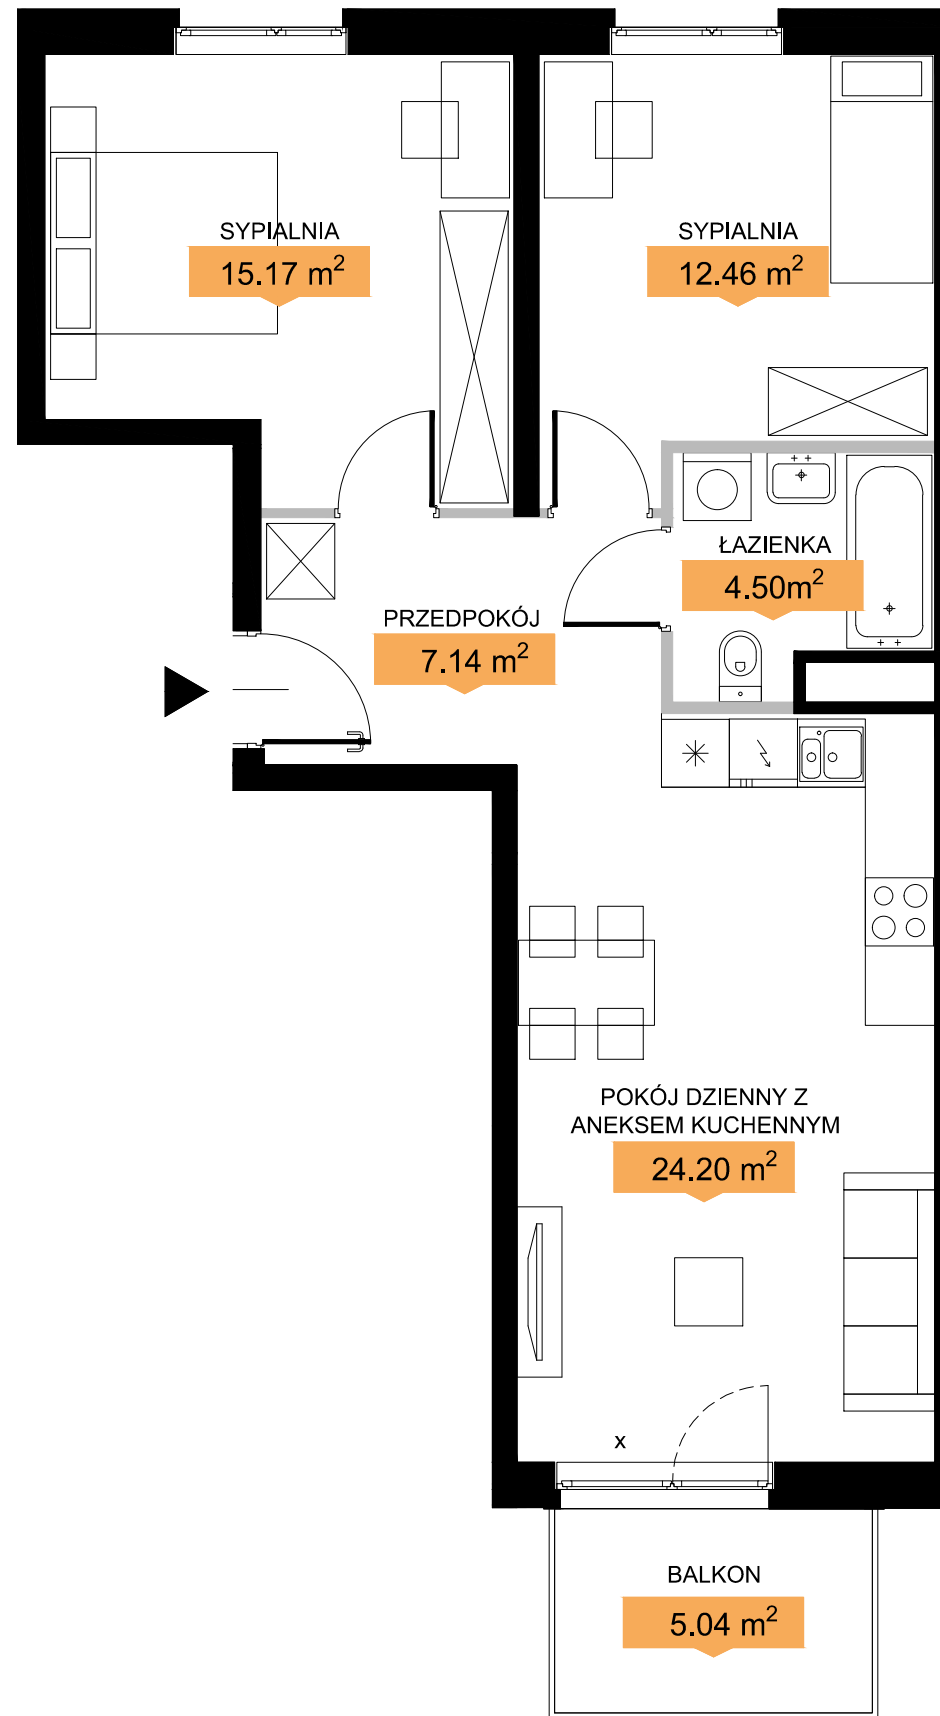 SYPIALNIA
15.17 m²
SYPIALNIA
12.46 m²
ŁAZIENKA
4.50m²
PRZEDPOKÓJ
7.14 m²
POKÓJ DZIENNY Z
ANEKSEM KUCHENNYM
24.20 m²
x
BALKON
5.04 m²